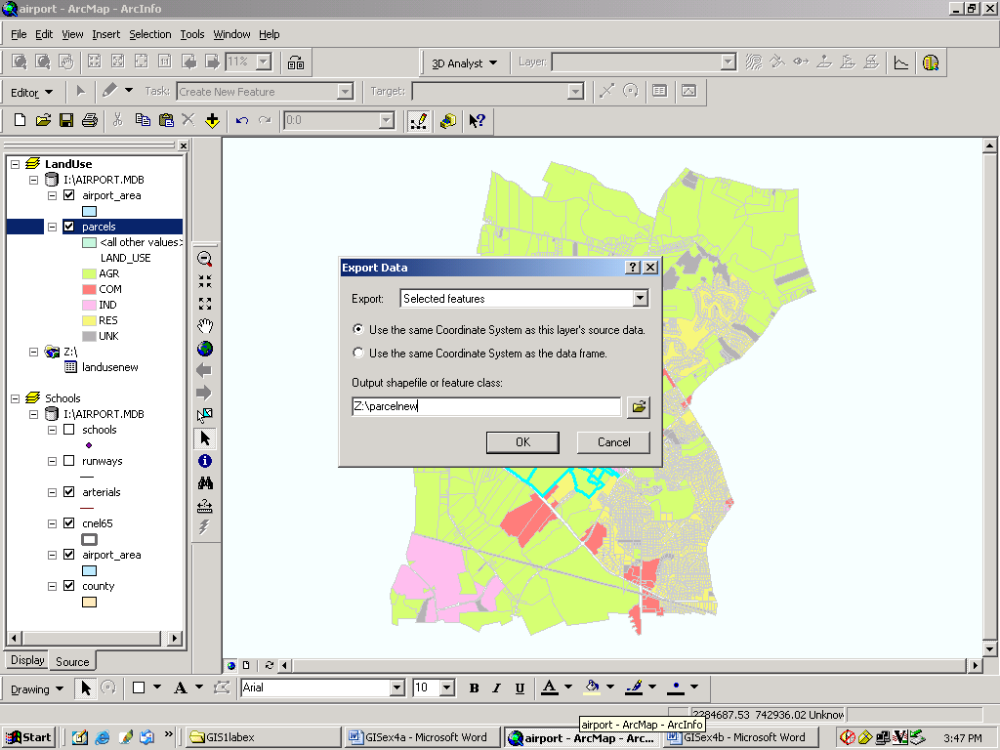 airport - ArcMap - ArcInfo
File Edit View Insert Selection Tools Window Help
11% 3D Analyst Layer:
Editor Task: Create New Feature Target:
0:0
LandUse
I:\AIRPORT.MDB
airport_area
parcels
<all other values>
LAND_USE
AGR
COM
IND
RES
UNK
Z:\
landusenew
Schools
I:\AIRPORT.MDB
schools
runways
arterials
cnel65
airport_area
county
Display Source
Export Data
Export: Selected features
Use the same Coordinate System as this layer's source data.
Use the same Coordinate System as the data frame.
Output shapefile or feature class:
Z:\parcelnew
OK Cancel
Drawing A Arial 10 B I U A
2284687.53 742936.02 Unknow
airport - ArcMap - ArcInfo
Start » GIS1labex GISex4a - Microsoft Word airport - ArcMap - Arc... GISex4b - Microsoft Word 3:47 PM